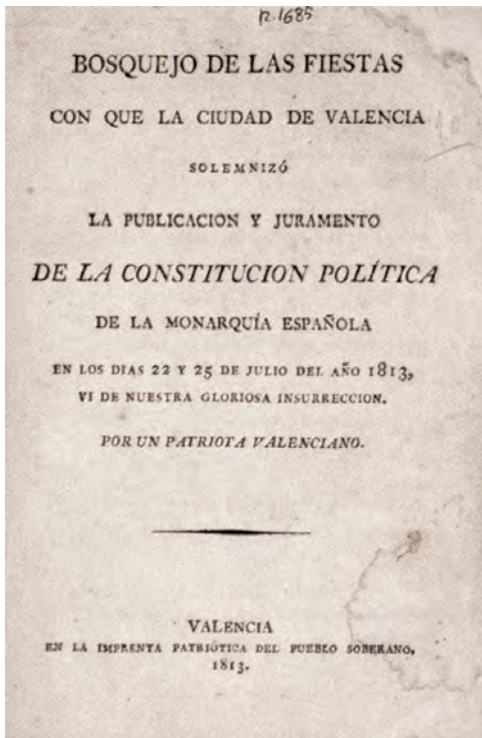 R.1685
BOSQUEJO DE LAS FIESTAS
CON QUE LA CIUDAD DE VALENCIA
SOLEMNIZÓ
LA PUBLICACION Y JURAMENTO
DE LA CONSTITUCION POLÍTICA
DE LA MONARQUÍA ESPAÑOLA
EN LOS DIAS 22 Y 25 DE JULIO DEL AÑO 1813,
VI DE NUESTRA GLORIOSA INSURRECCION.
POR UN PATRIOTA VALENCIANO.
VALENCIA
EN LA IMPRENTA PATRIÓTICA DEL PUEBLO SOBERANO,
1813.